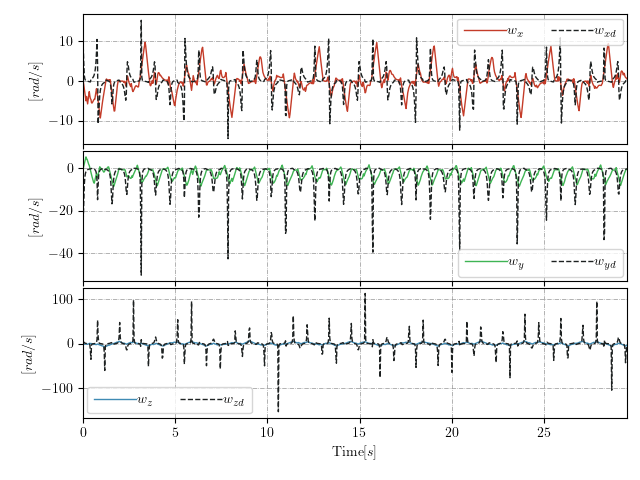 10
0
−10
[rad/s]
w_x w_xd
0
−20
−40
[rad/s]
w_y w_yd
100
0
−100
[rad/s]
w_z w_zd
0 5 10 15 20 25
Time[s]